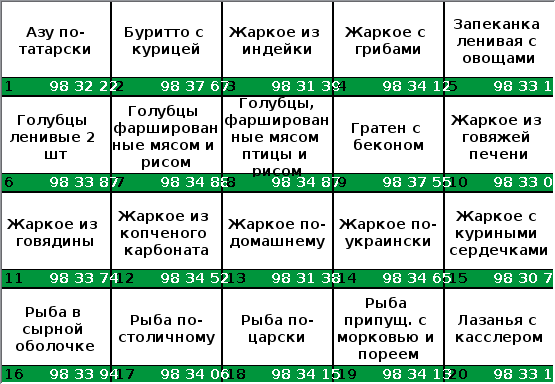 Азу по-
татарски
Буритто с
курицей
Жаркое из
индейки
Жаркое с
грибами
Запеканка
ленивая с
овощами
1 98 32 22
2 98 37 67
3 98 31 39
4 98 34 12
5 98 33 1
Голубцы
ленивые 2
шт
Голубцы
фарширован
ные мясом и
рисом
Голубцы,
фарширован
ные мясом
птицы и
рисом
Гратен с
беконом
Жаркое из
говяжей
печени
6 98 33 87
7 98 34 88
8 98 34 87
9 98 37 55
10 98 33 0
Жаркое из
говядины
Жаркое из
копченого
карбоната
Жаркое по-
домашнему
Жаркое по-
украински
Жаркое с
куриными
сердечками
11 98 33 74
12 98 34 52
13 98 31 38
14 98 34 65
15 98 30 7
Рыба в
сырной
оболочке
Рыба по-
столичному
Рыба по-
царски
Рыба
припущ. с
морковью и
пореем
Лазанья с
касслером
16 98 33 94
17 98 34 06
18 98 34 15
19 98 34 13
20 98 33 1